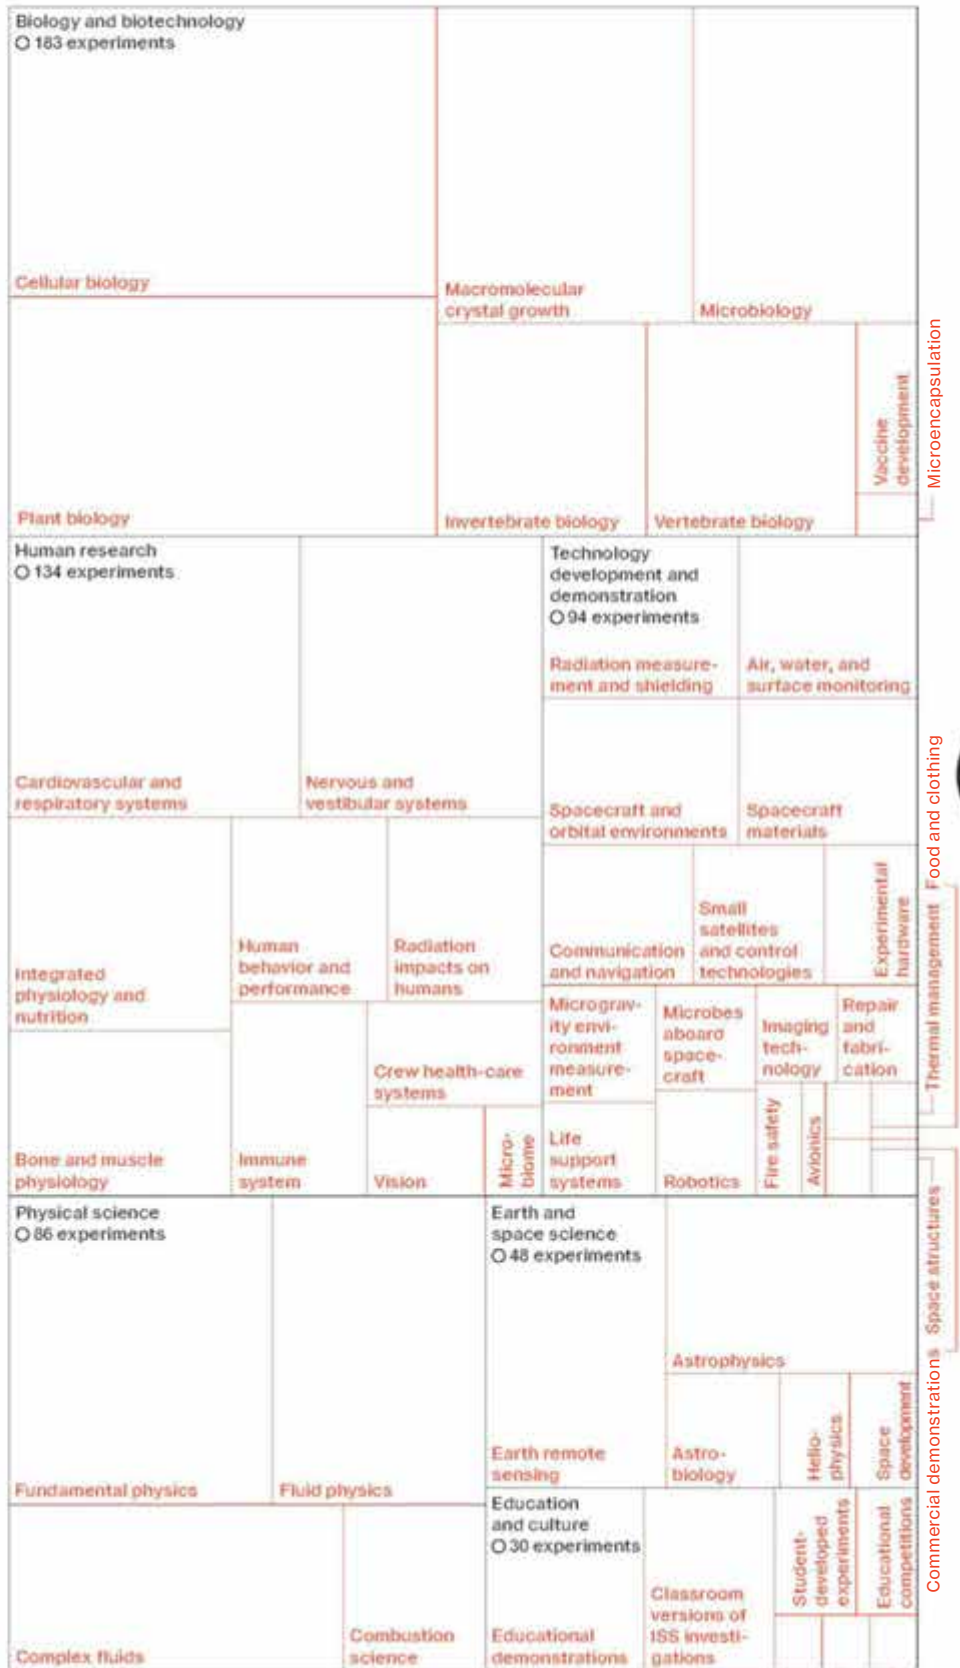 Biology and biotechnology
183 experiments
Cellular biology
Macromolecular
crystal growth
Microbiology
Plant biology
Invertebrate biology
Vertebrate biology
Vaccine
development
Microencapsulation
Human research
134 experiments
Cardiovascular and
respiratory systems
Nervous and
vestibular systems
Integrated
physiology and
nutrition
Human
behavior and
performance
Radiation
impacts on
humans
Bone and muscle
physiology
Immune
system
Crew health-care
systems
Vision
Micro-
biome
Technology
development and
demonstration
94 experiments
Radiation measure-
ment and shielding
Air, water, and
surface monitoring
Spacecraft and
orbital environments
Spacecraft
materials
Communication
and navigation
Small
satellites
and control
technologies
Experimental
hardware
Microgra­v-
ity envi-
ronment
measure-
ment
Microbes
aboard
space-
craft
Imaging
tech-
nology
Repair
and
fabri-
cation
Life
support
systems
Robotics
Fire safety
Avionics
Thermal management
Food and clothing
Space structures
Commercial demonstrations
Physical science
86 experiments
Fundamental physics
Fluid physics
Complex fluids
Combustion
science
Earth and
space science
48 experiments
Earth remote
sensing
Astrophysics
Astro-
biology
Helio-
physics
Space
development
Education
and culture
30 experiments
Educational
demonstrations
Classroom
versions of
ISS investi-
gations
Student-
developed
experiments
Educational
competitions